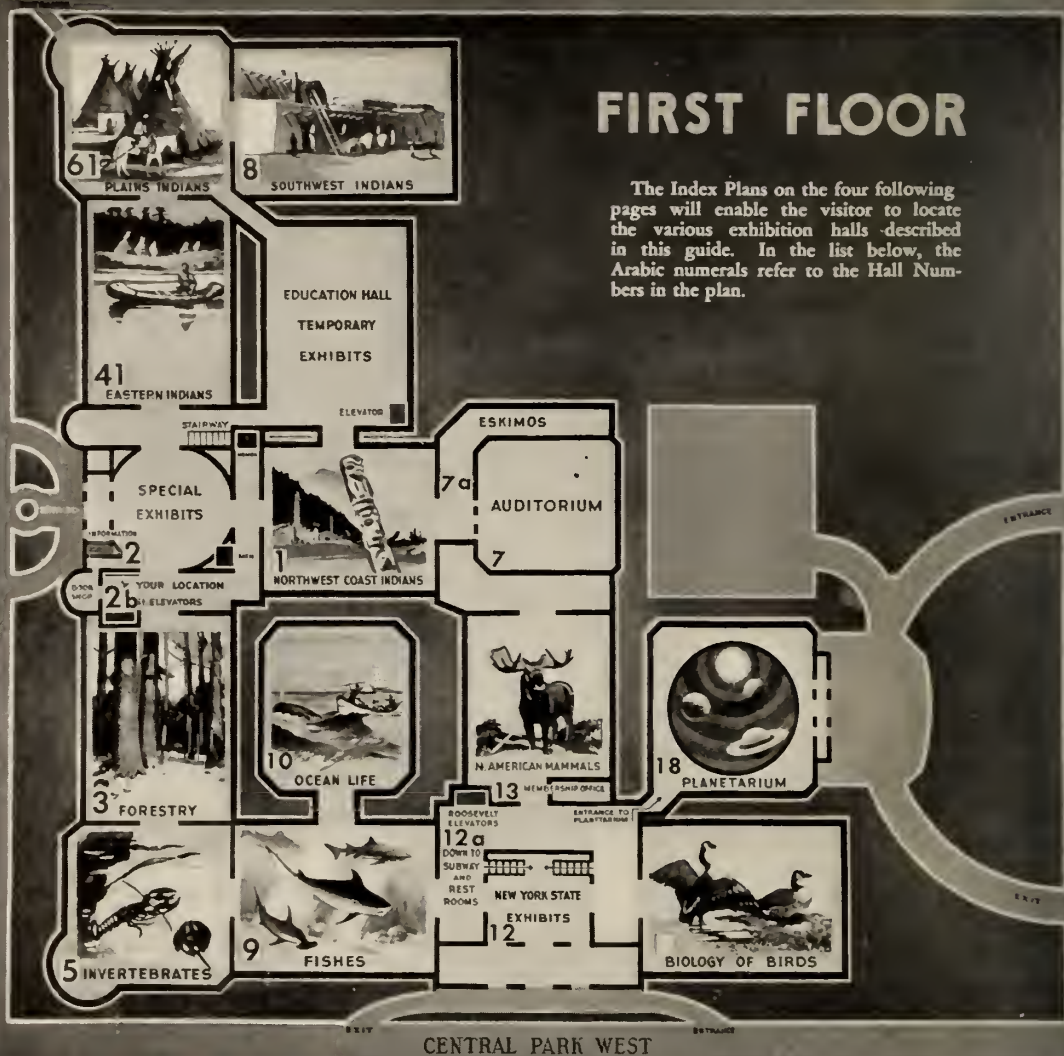 FIRST FLOOR
The Index Plans on the four following
pages will enable the visitor to locate
the various exhibition halls described
in this guide. In the list below, the
Arabic numerals refer to the Hall Num-
bers in the plan.
61
PLAINS INDIANS
8
SOUTHWEST INDIANS
EDUCATION HALL
TEMPORARY
EXHIBITS
41
EASTERN INDIANS
ELEVATOR
STAIRWAY
ESKIMOS
WOMEN
7a
AUDITORIUM
7
SPECIAL
EXHIBITS
INFORMATION
2
MEN
1
NORTHWEST COAST INDIANS
SHOP
2b
YOUR LOCATION
ELEVATORS
ENTRANCE
3
FORESTRY
10
OCEAN LIFE
N. AMERICAN MAMMALS
13
MEMBERSHIP OFFICE
18
PLANETARIUM
ROOSEVELT
ELEVATORS
ENTRANCE TO
PLANETARIUM
12a
DOWN TO
SUBWAY
AND
REST
ROOMS
NEW YORK STATE
EXHIBITS
12
5 INVERTEBRATES
9
FISHES
BIOLOGY OF BIRDS
EXIT
EXIT
ENTRANCE
CENTRAL PARK WEST